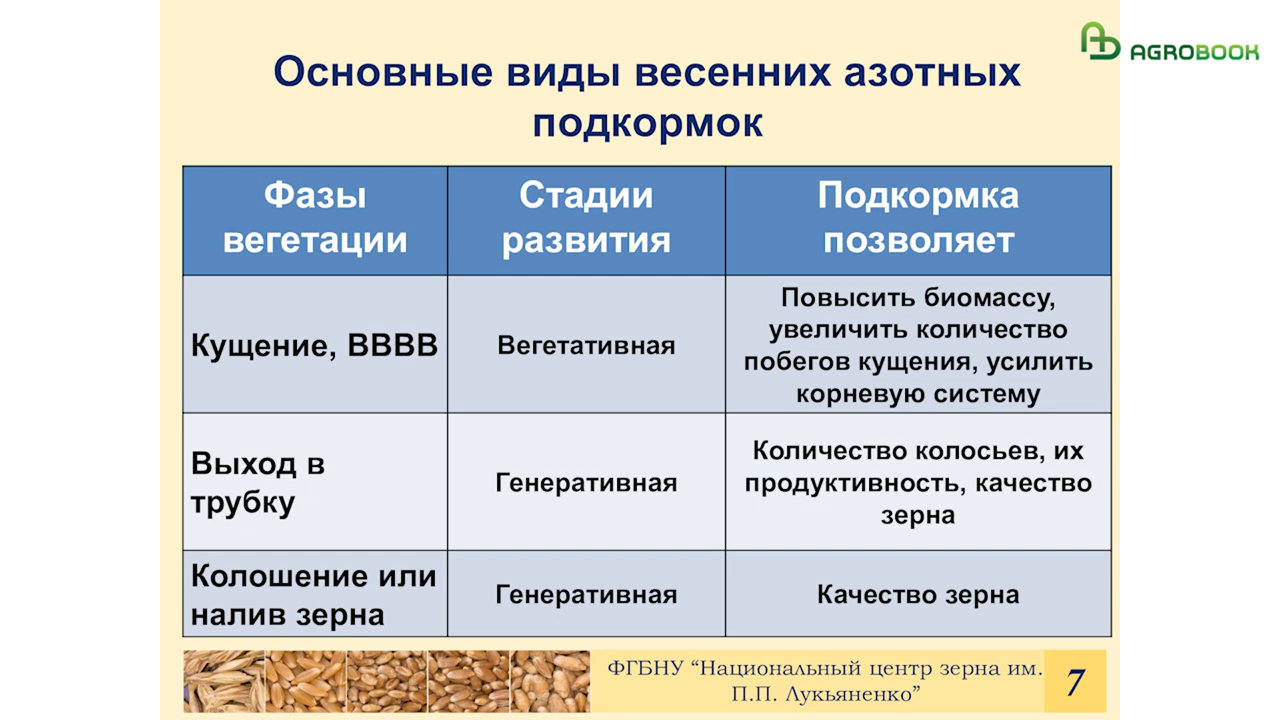 AGROBOOK
Основные виды весенних азотных
подкормок
Фазы
вегетации
Стадии
развития
Подкормка
позволяет
Кущение, ВВВВ
Вегетативная
Повысить биомассу,
увеличить количество
побегов кущения, усилить
корневую систему
Выход в
трубку
Генеративная
Количество колосьев, их
продуктивность, качество
зерна
Колошение или
налив зерна
Генеративная
Качество зерна
ФГБНУ “Национальный центр зерна им.
П.П. Лукьяненко”
7